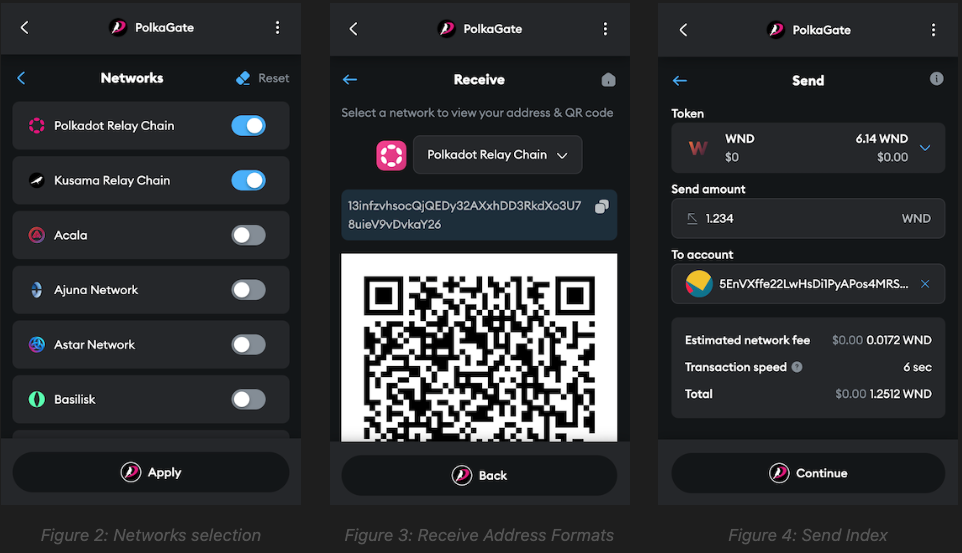 PolkaGate
Networks
Reset
Polkadot Relay Chain
Kusama Relay Chain
Acala
Ajuna Network
Astar Network
Basilisk
Apply
Figure 2: Networks selection
PolkaGate
Receive
Select a network to view your address & QR code
Polkadot Relay Chain
13infzvhsocQjQEDy32AXxhDD3RkdXo3U7
8uieV9vDvkaY26
Back
Figure 3: Receive Address Formats
PolkaGate
Send
Token
WND 6.14 WND
$0 $0.00
Send amount
1.234 WND
To account
5EnVXffe22LwHsDi1PyAPos4MRS...
Estimated network fee $0.00 0.0172 WND
Transaction speed 6 sec
Total $0.00 1.2512 WND
Continue
Figure 4: Send Index